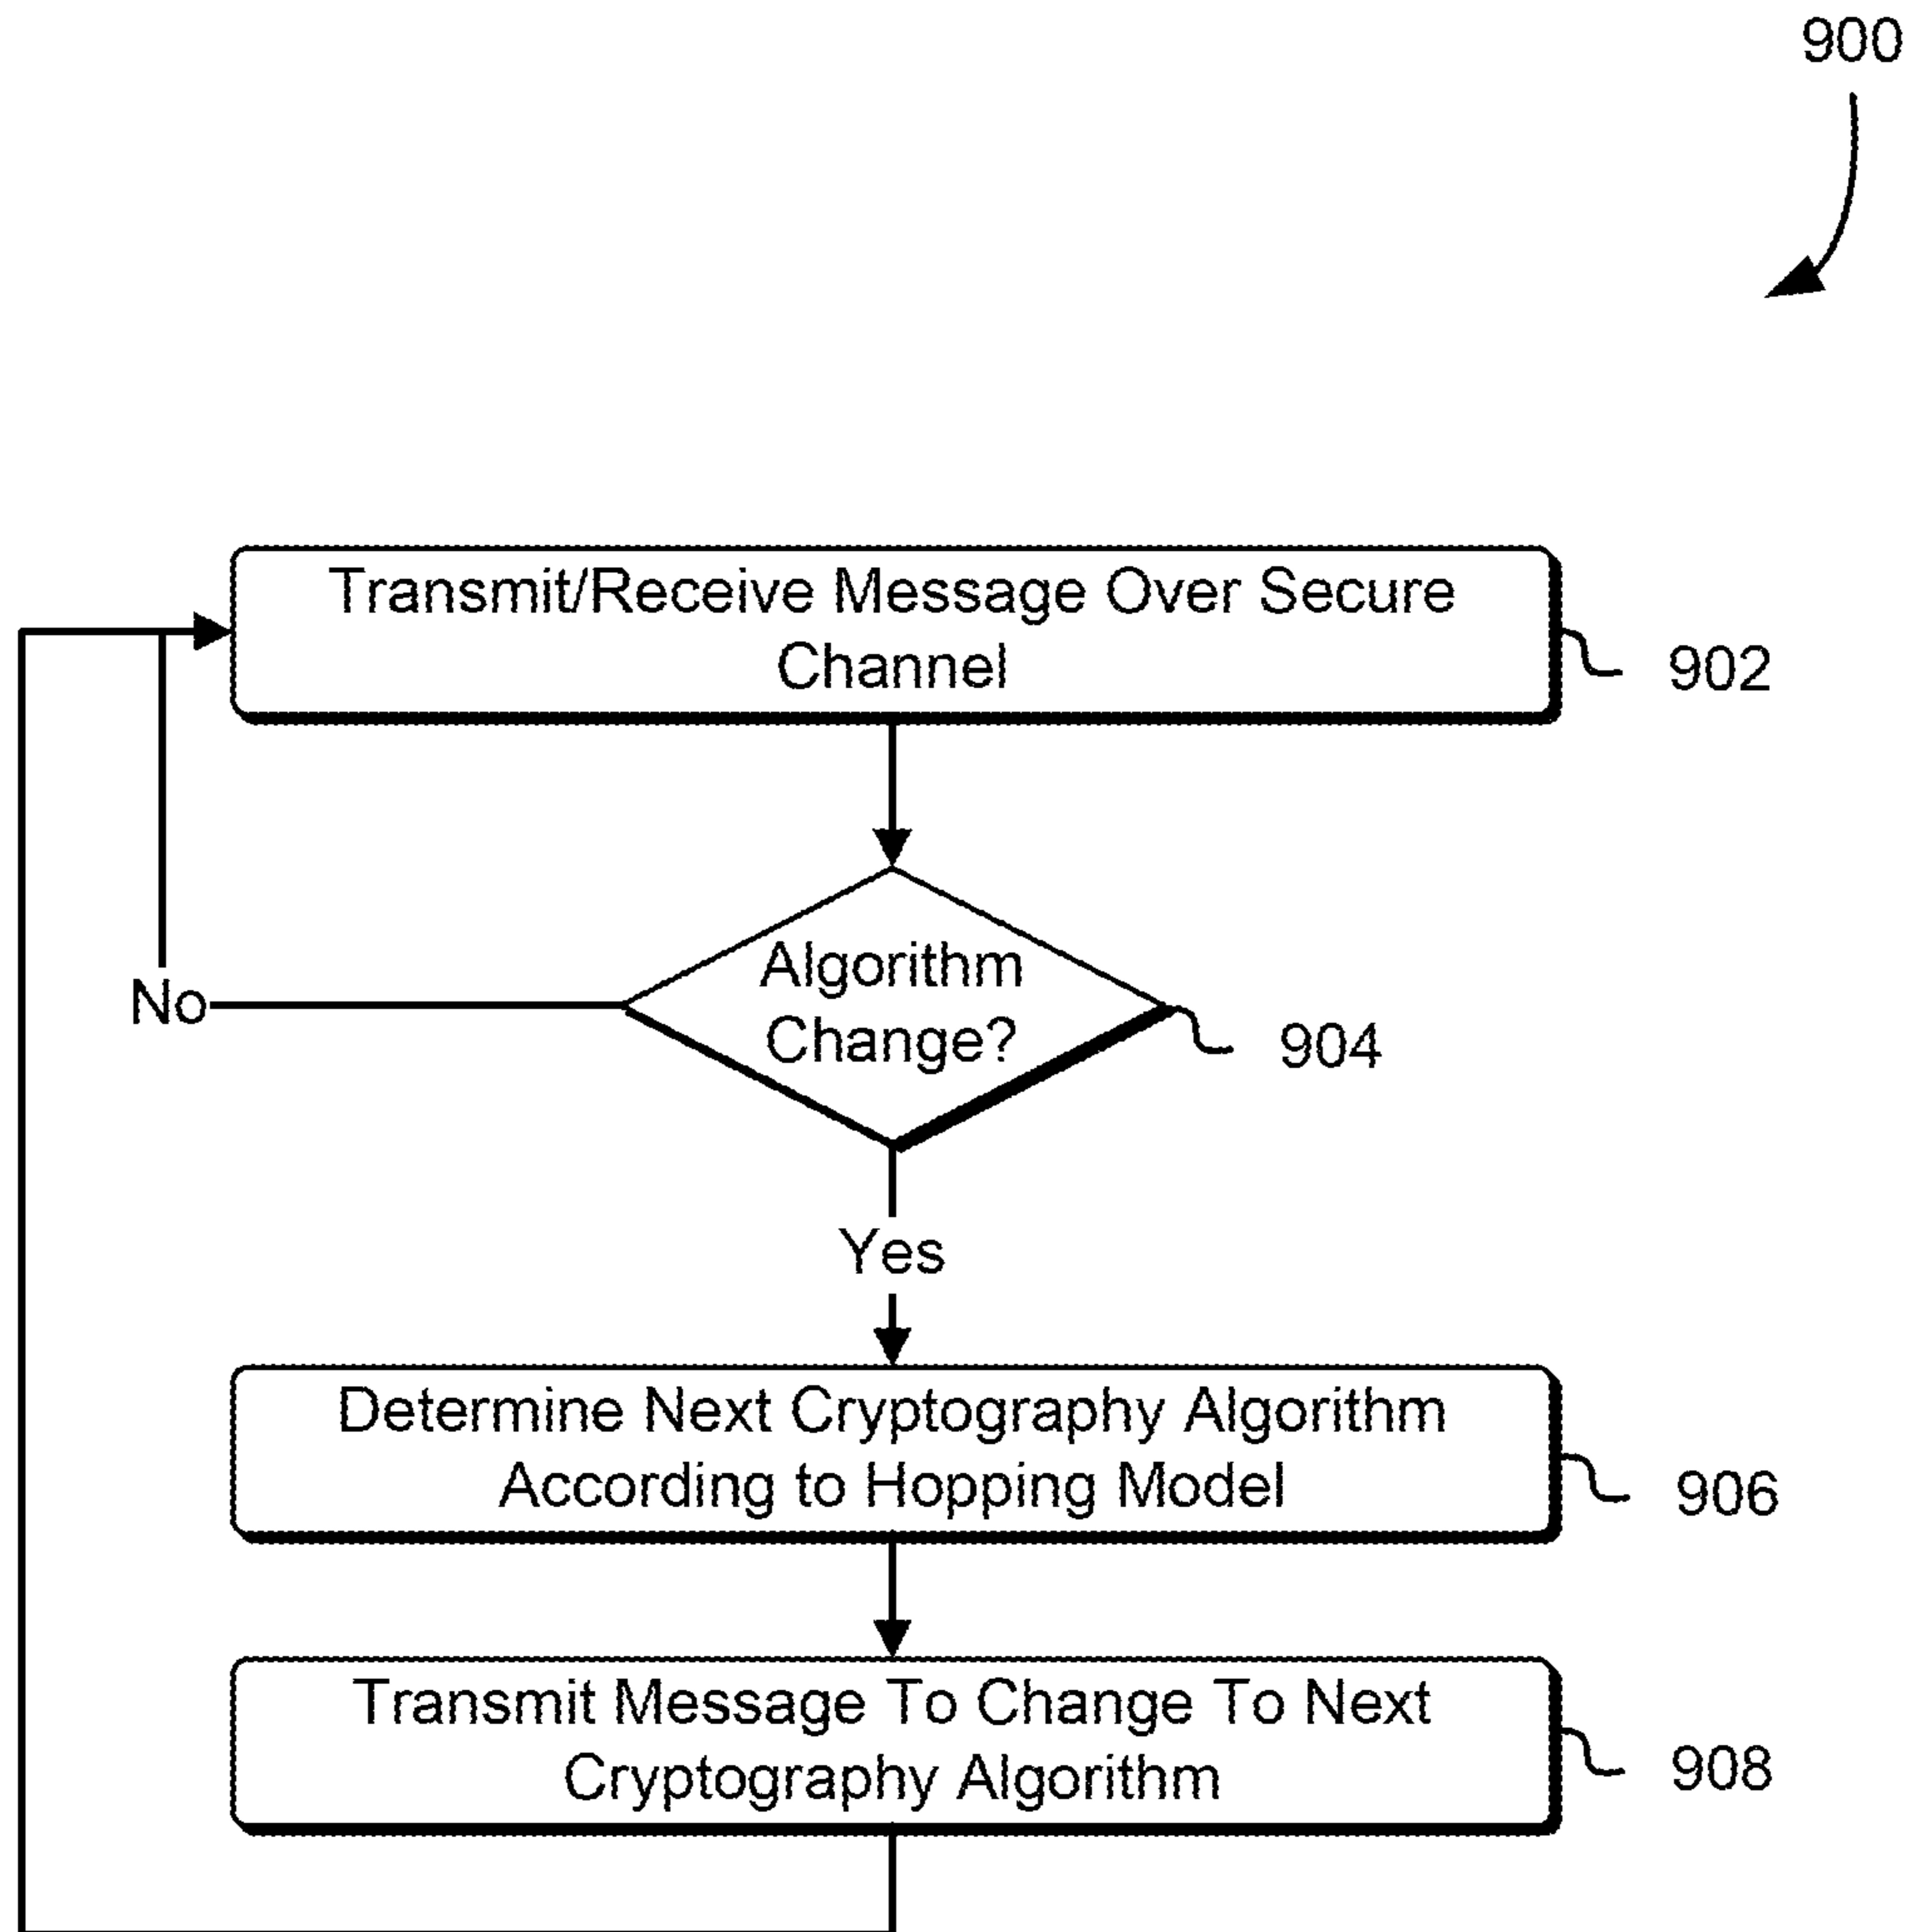 900
Transmit/Receive Message Over Secure
Channel
902
Algorithm
Change?
904
No
Yes
Determine Next Cryptography Algorithm
According to Hopping Model
906
Transmit Message To Change To Next
Cryptography Algorithm
908